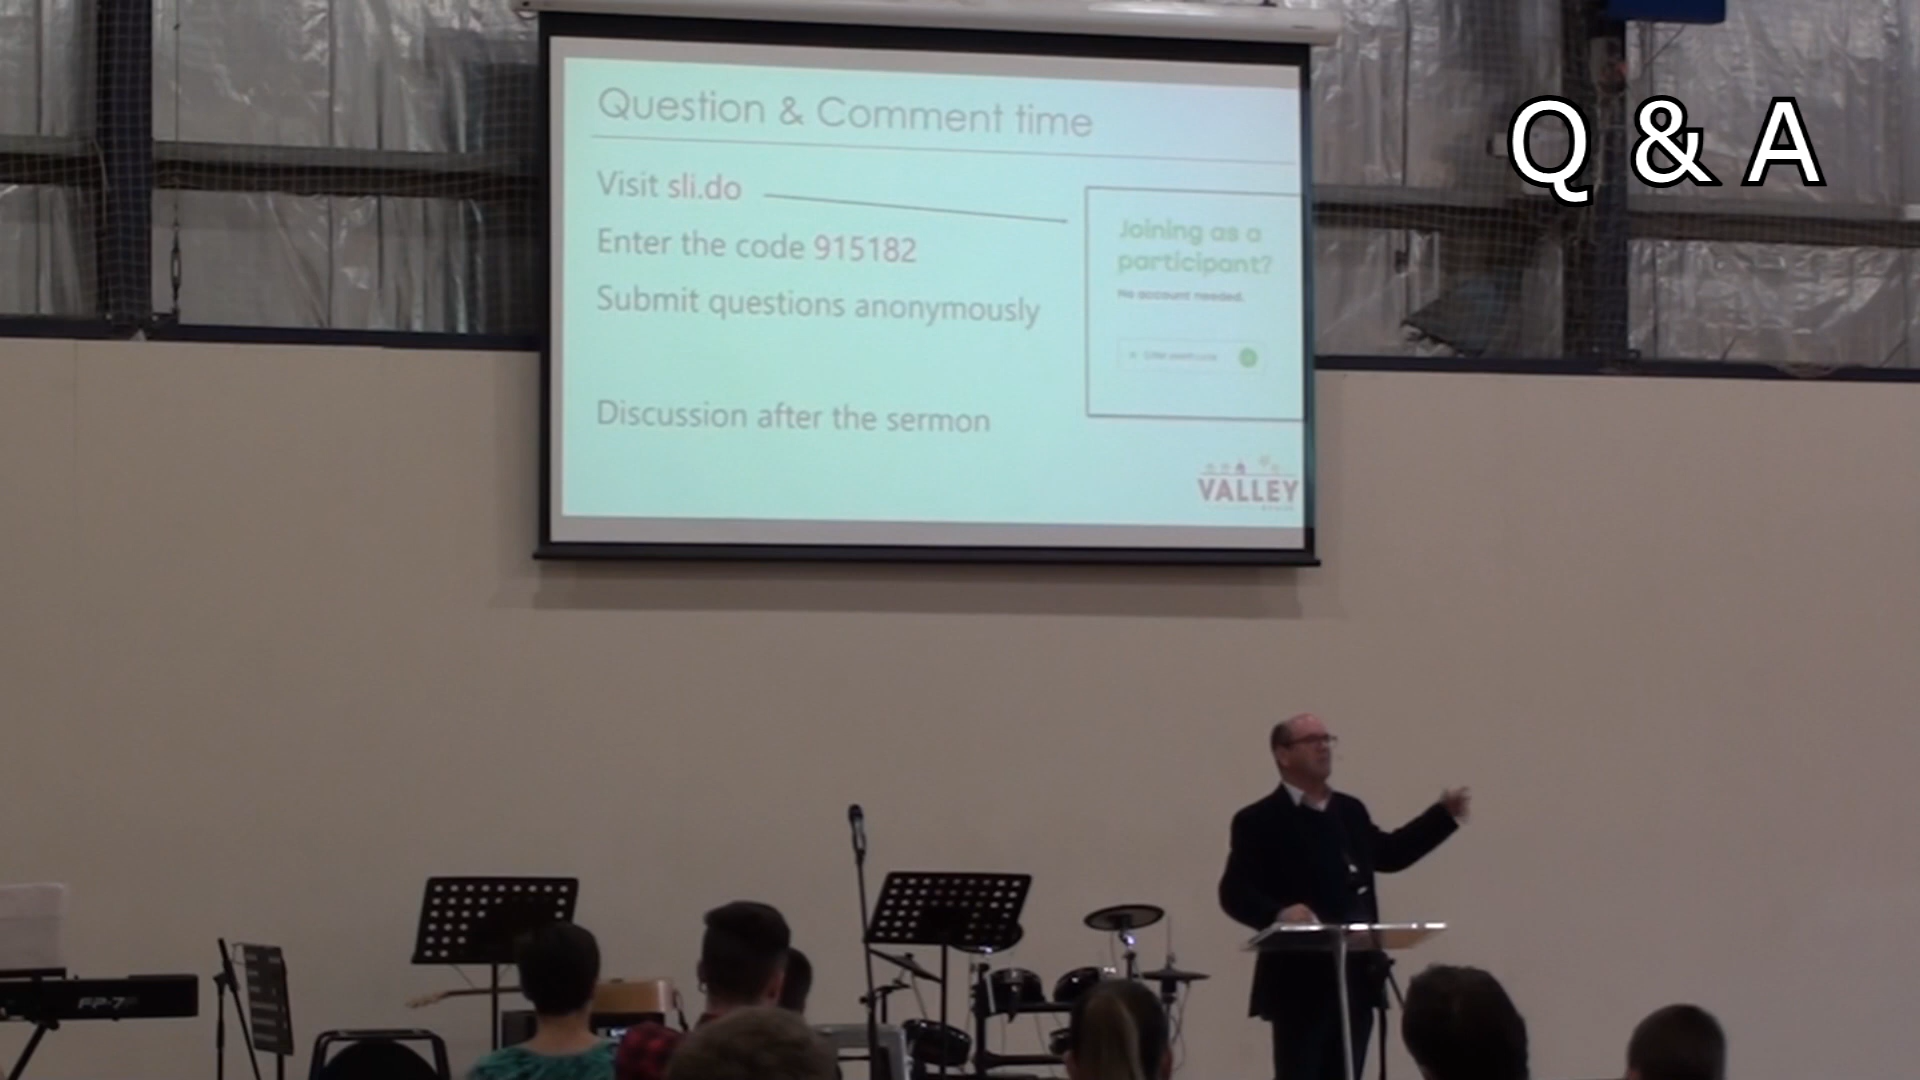 Question & Comment time
Q & A
Visit sli.do
Enter the code 915182
Submit questions anonymously
Discussion after the sermon
Joining as a
participant?
No account needed.
VALLEY
FP-7